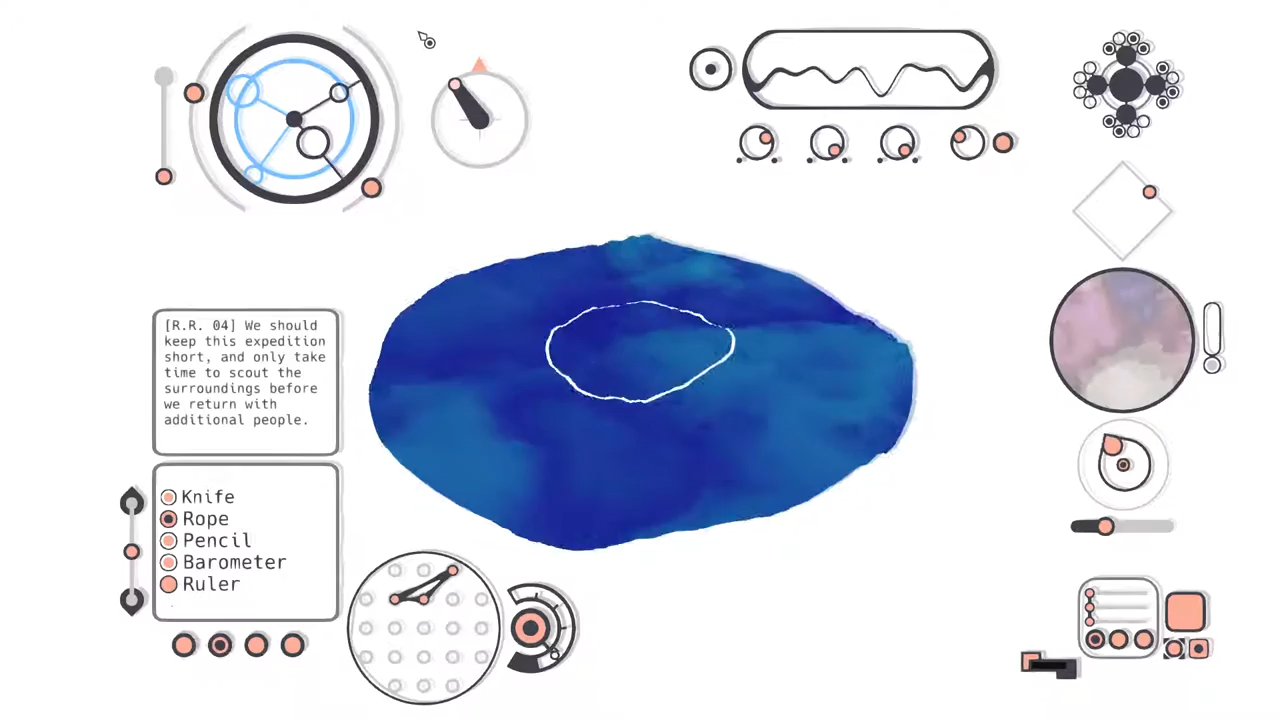 [R.R. 04] We should
keep this expedition
short, and only take
time to scout the
surroundings before
we return with
additional people.
Knife
Rope
Pencil
Barometer
Ruler